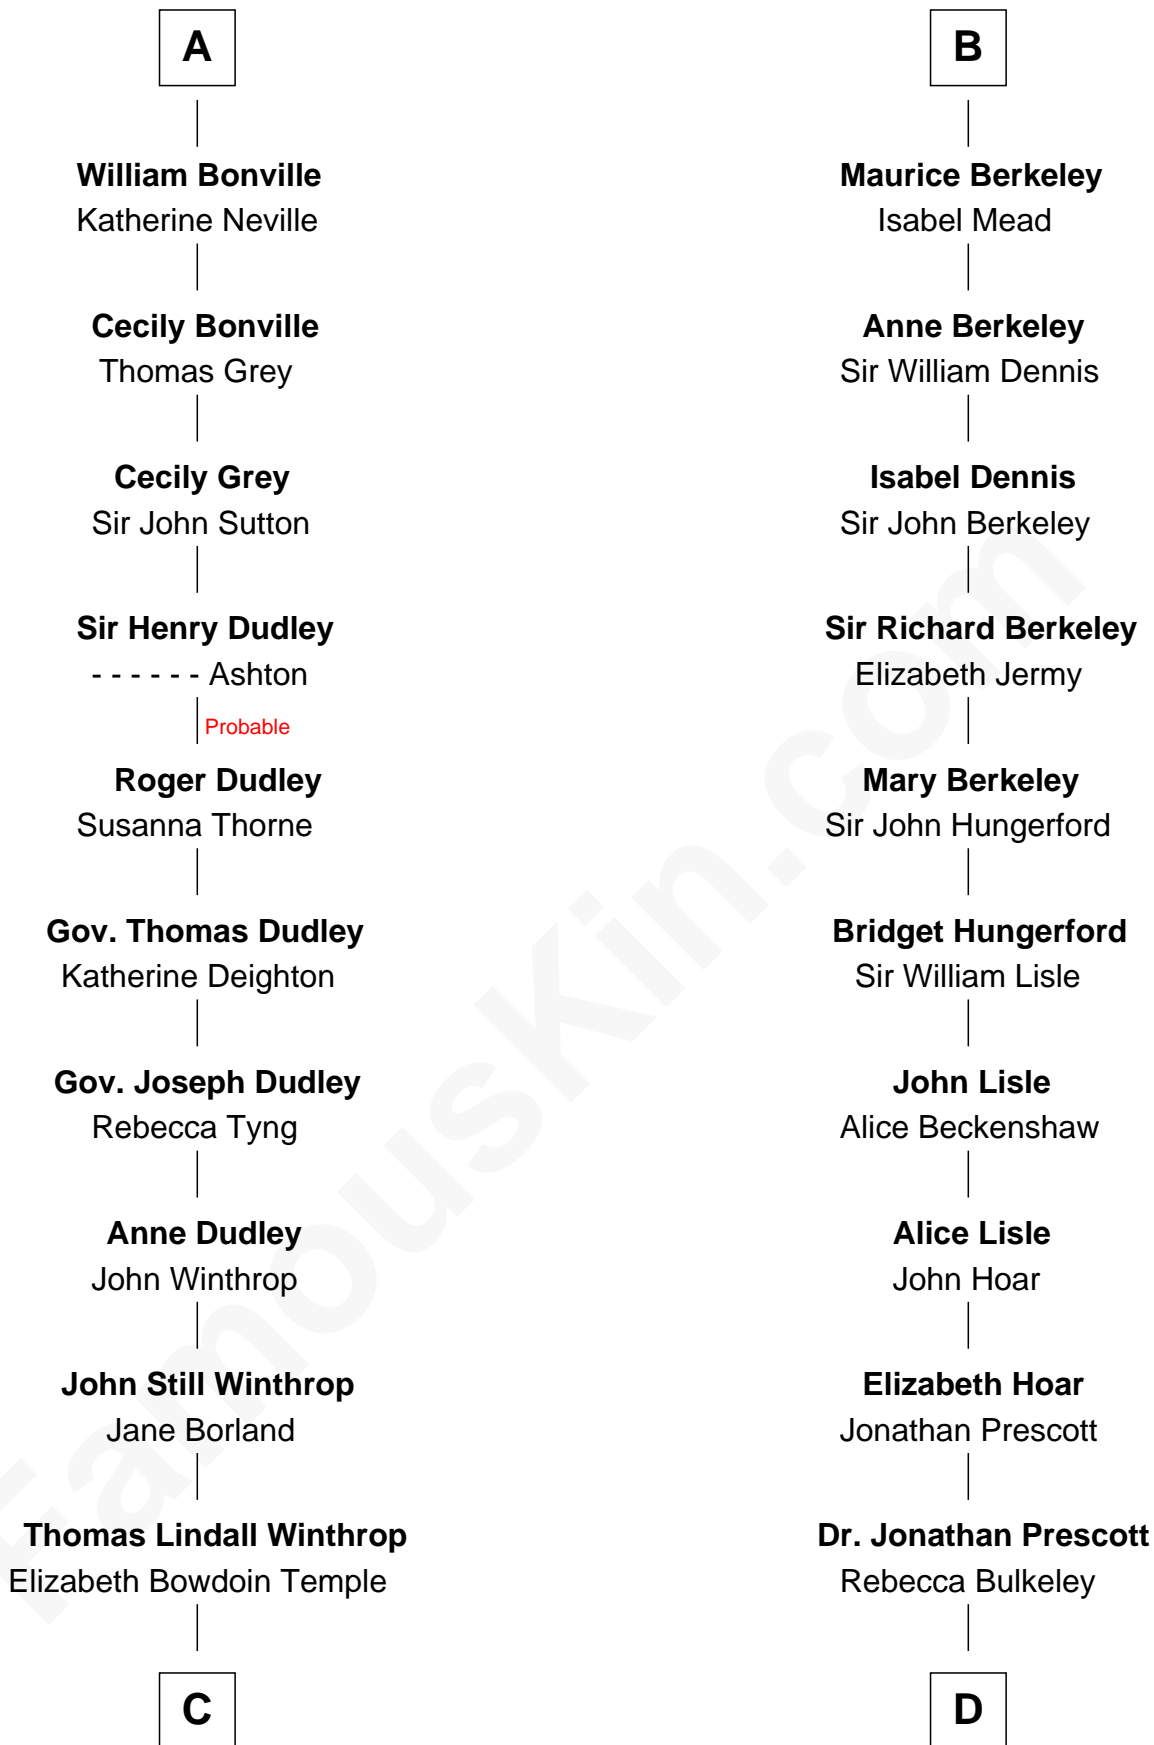 A
William Bonville
Katherine Neville
Cecily Bonville
Thomas Grey
Cecily Grey
Sir John Sutton
Sir Henry Dudley
- - - - - - Ashton
Probable
Roger Dudley
Susanna Thorne
Gov. Thomas Dudley
Katherine Deighton
Gov. Joseph Dudley
Rebecca Tyng
Anne Dudley
John Winthrop
John Still Winthrop
Jane Borland
Thomas Lindall Winthrop
Elizabeth Bowdoin Temple
C
B
Maurice Berkeley
Isabel Mead
Anne Berkeley
Sir William Dennis
Isabel Dennis
Sir John Berkeley
Sir Richard Berkeley
Elizabeth Jermy
Mary Berkeley
Sir John Hungerford
Bridget Hungerford
Sir William Lisle
John Lisle
Alice Beckenshaw
Alice Lisle
John Hoar
Elizabeth Hoar
Jonathan Prescott
Dr. Jonathan Prescott
Rebecca Bulkeley
D
FamousKin.com